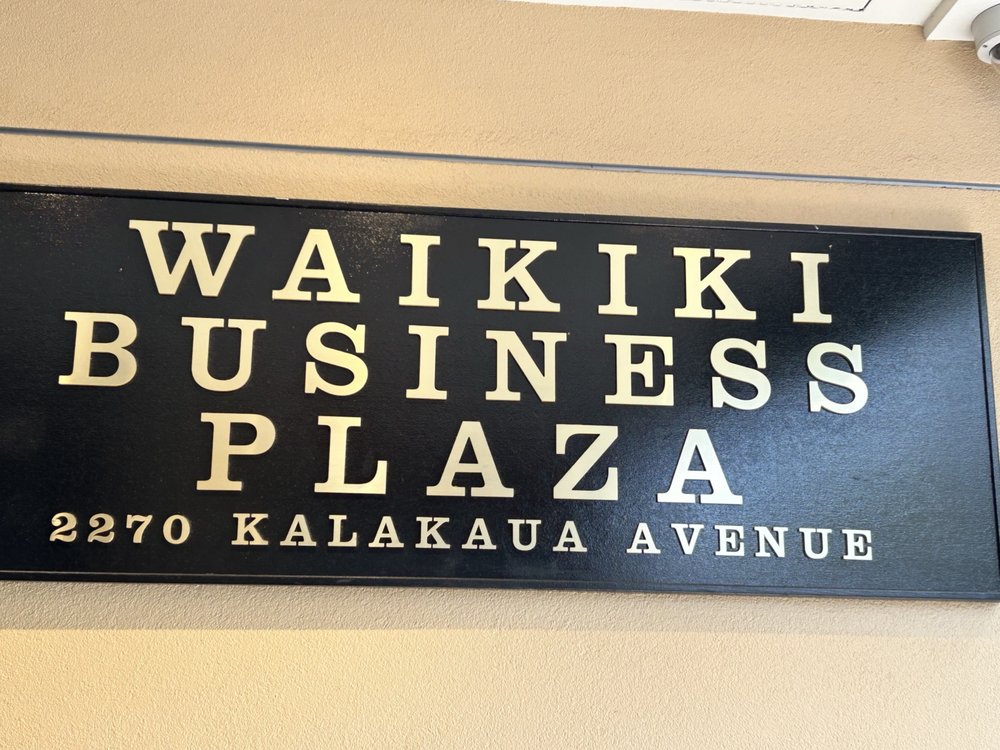 WAIKIKI
BUSINESS
PLAZA
2270 KALAKAUA AVENUE